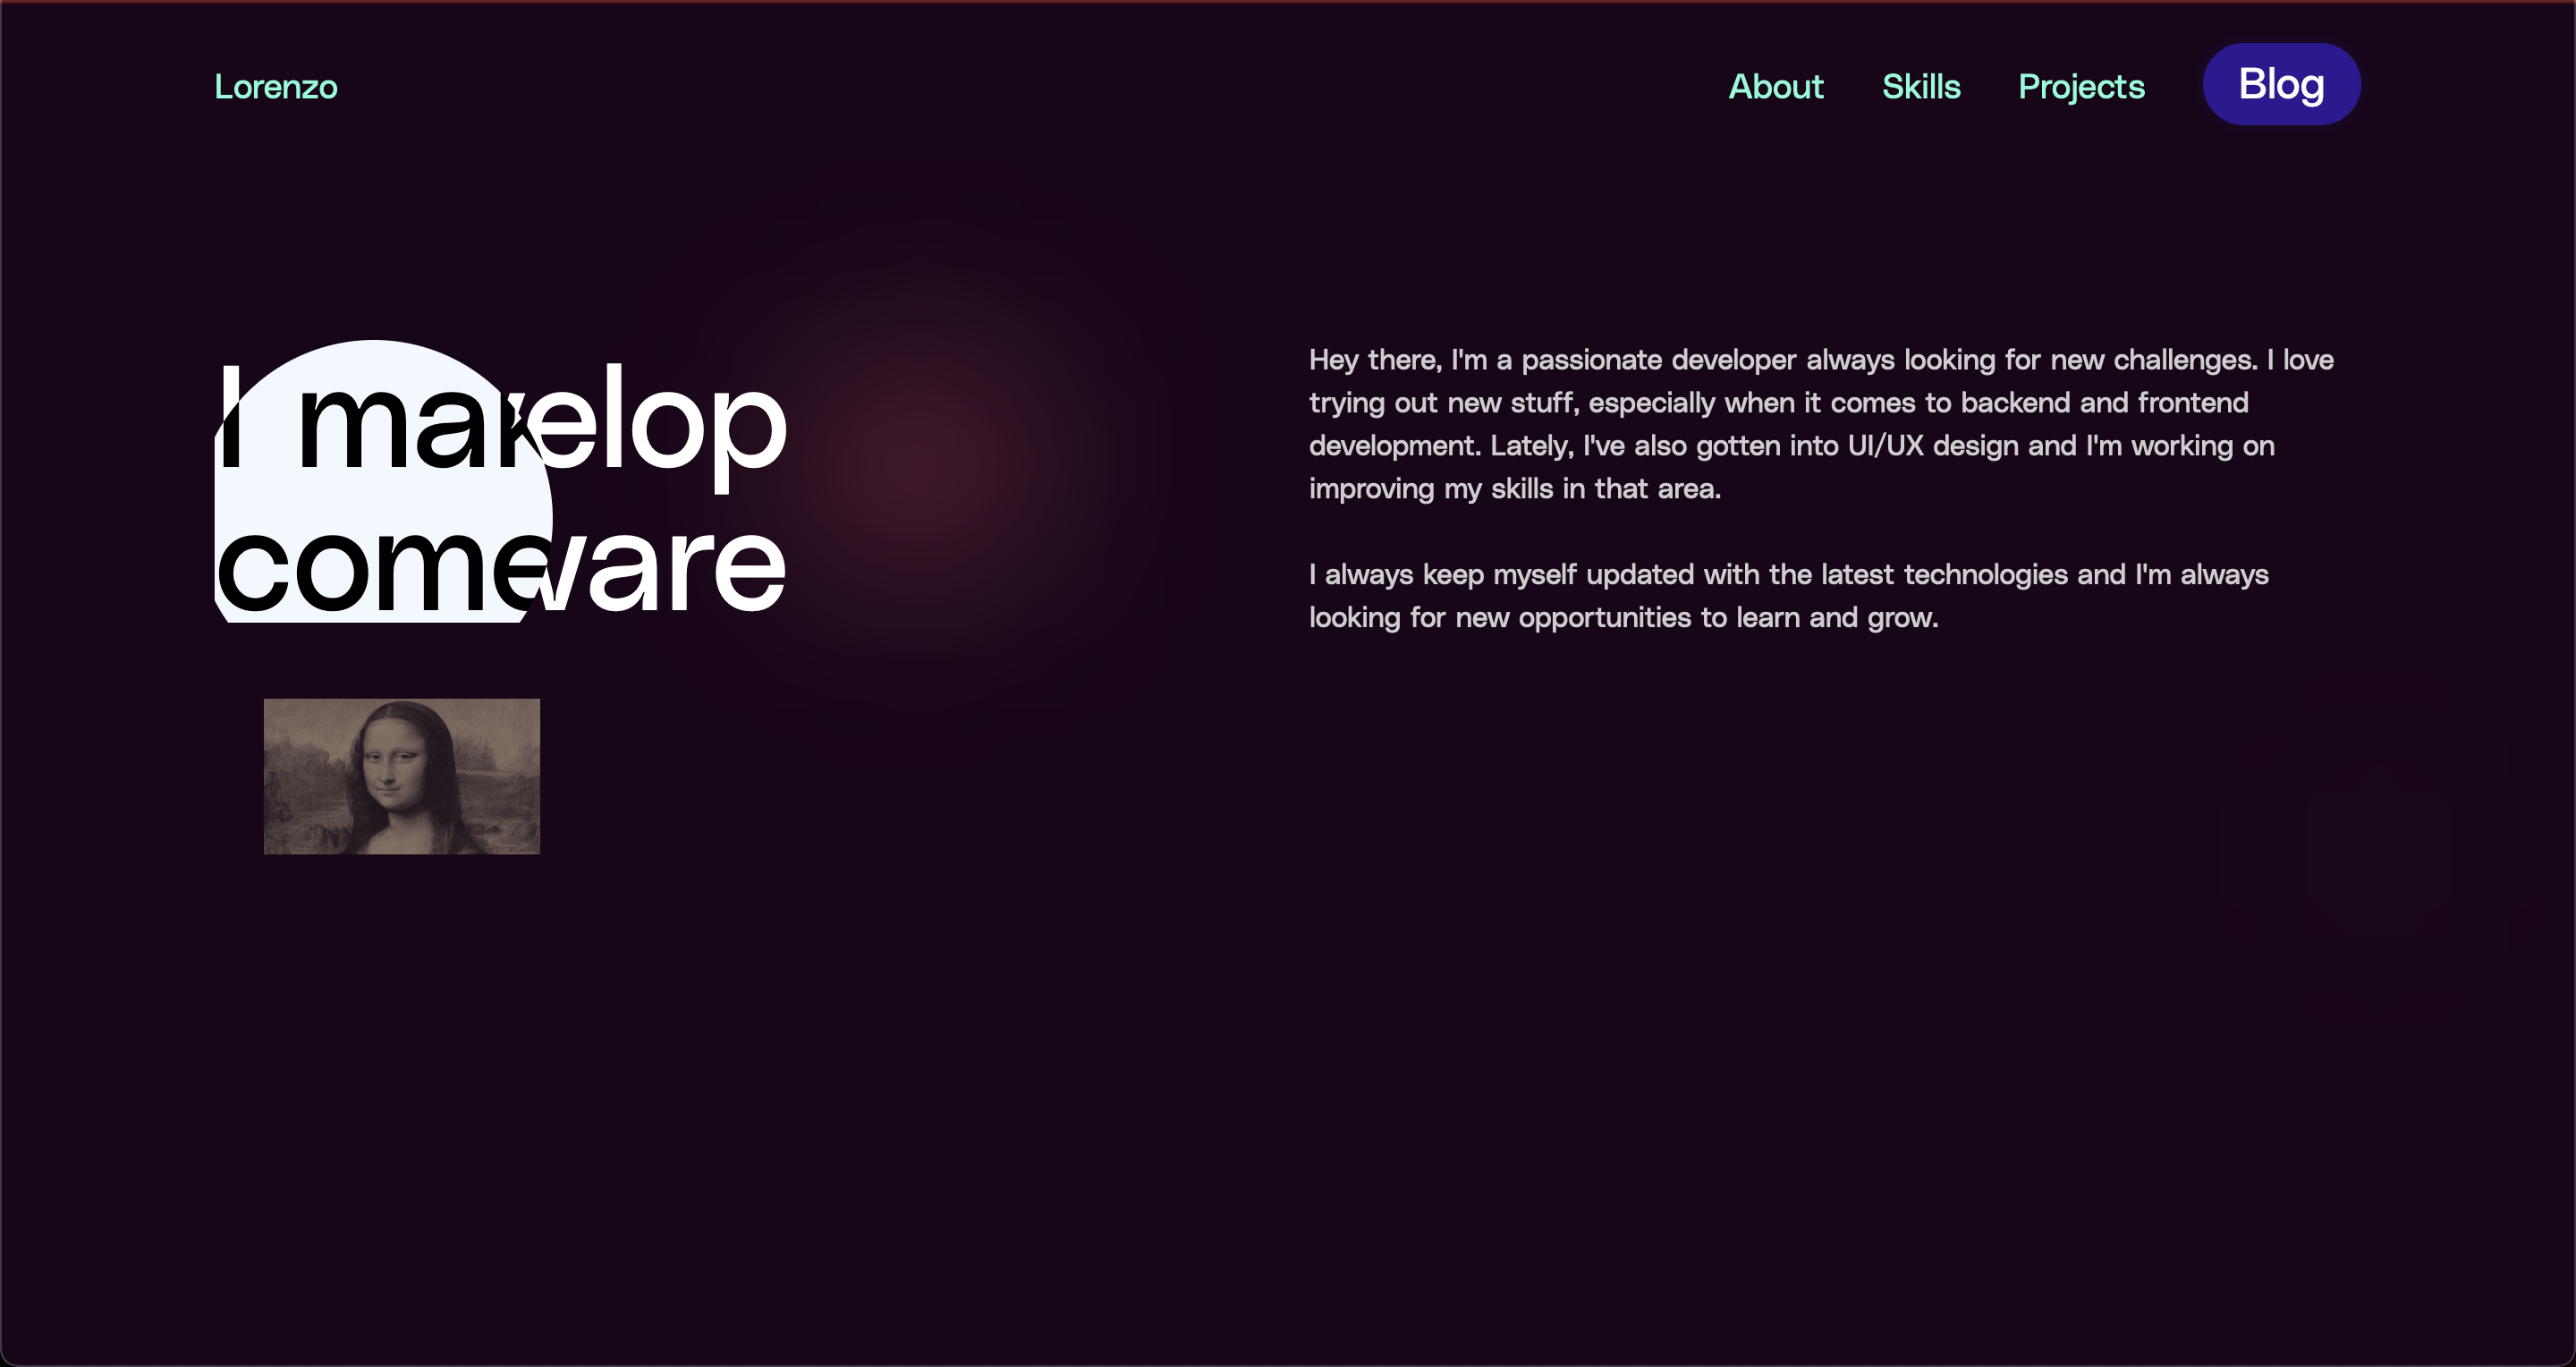 Lorenzo
About Skills Projects Blog
I makelop
comeware
Hey there, I'm a passionate developer always looking for new challenges. I love
trying out new stuff, especially when it comes to backend and frontend
development. Lately, I've also gotten into UI/UX design and I'm working on
improving my skills in that area.
I always keep myself updated with the latest technologies and I'm always
looking for new opportunities to learn and grow.